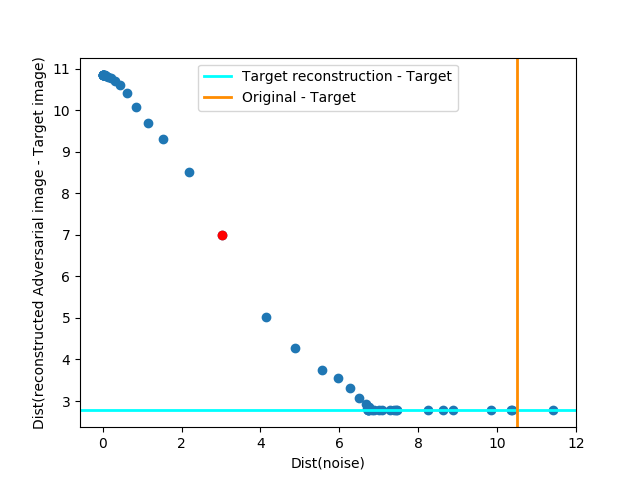 Target reconstruction - Target
Original - Target
Dist(reconstructed Adversarial image - Target image)
11
10
9
8
7
6
5
4
3
0 2 4 6 8 10 12
Dist(noise)